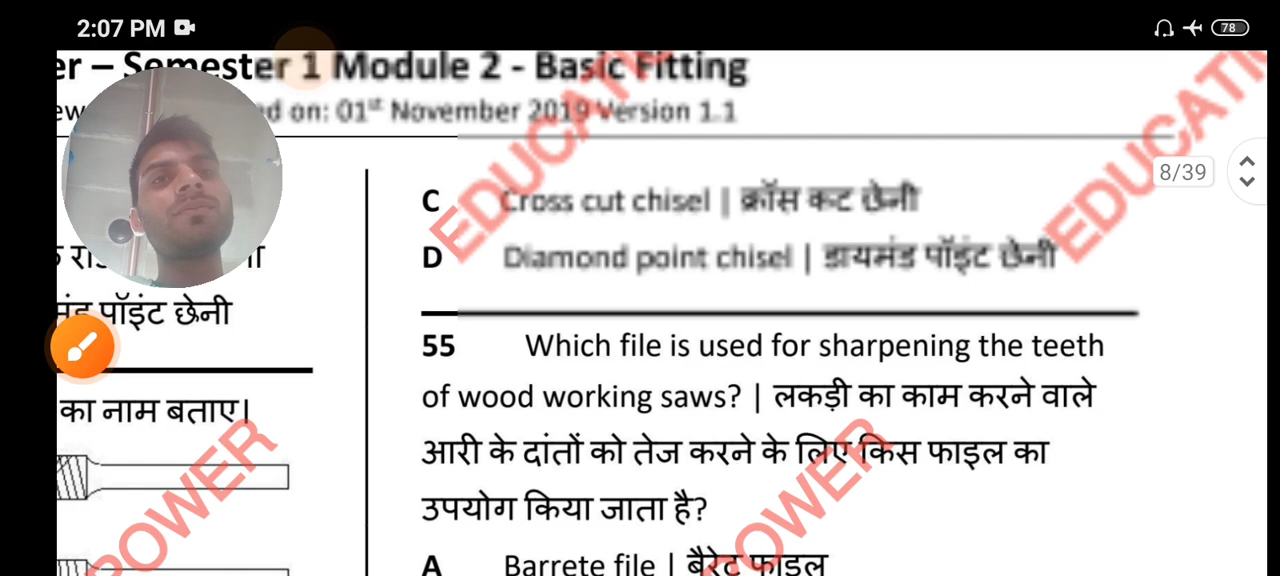 2:07 PM
78
er – Semester 1 Module 2 - Basic Fitting
ed on: 01st November 2019 Version 1.1
8/39
मंड पॉइंट छेनी
का नाम बताए।
C Cross cut chisel | क्रॉस कट छेनी
D Diamond point chisel | डायमंड पॉइंट छेनी
55 Which file is used for sharpening the teeth
of wood working saws? | लकड़ी का काम करने वाले
आरी के दांतों को तेज करने के लिए किस फाइल का
उपयोग किया जाता है?
A Barrete file | बैरेट फाइल
EDUCATI
EDUCATI
POWER
POWER